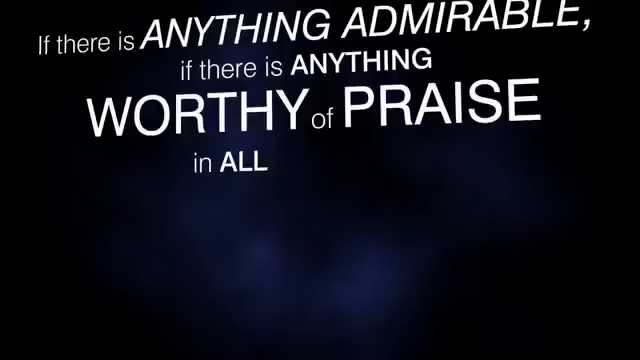 If there is ANYTHING ADMIRABLE,
if there is ANYTHING
WORTHY of PRAISE
in ALL